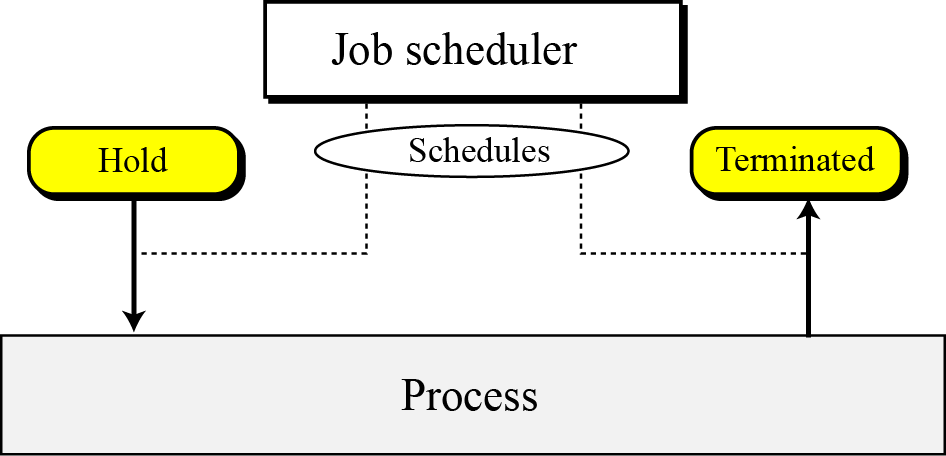 Job scheduler
Schedules
Hold
Terminated
Process